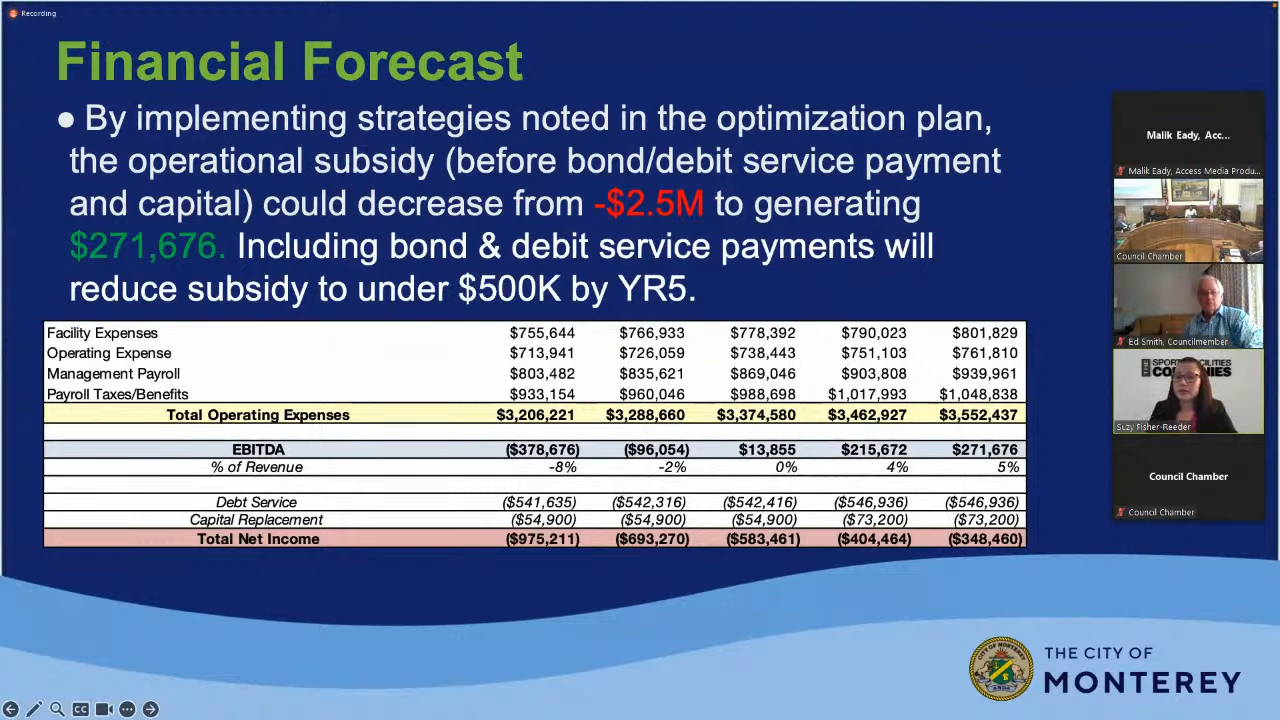 Recording
Financial Forecast
● By implementing strategies noted in the optimization plan,
the operational subsidy (before bond/debit service payment
and capital) could decrease from -$2.5M to generating
$271,676. Including bond & debit service payments will
reduce subsidy to under $500K by YR5.
Facility Expenses $755,644 $766,933 $778,392 $790,023 $801,829
Operating Expense $713,941 $726,059 $738,443 $751,103 $761,810
Management Payroll $803,482 $835,621 $869,046 $903,808 $939,961
Payroll Taxes/Benefits $933,154 $960,046 $988,698 $1,017,993 $1,048,838
Total Operating Expenses $3,206,221 $3,288,660 $3,374,580 $3,462,927 $3,552,437
EBITDA ($378,676) ($96,054) $13,855 $215,672 $271,676
% of Revenue -8% -2% 0% 4% 5%
Debt Service ($541,635) ($542,316) ($542,416) ($546,936) ($546,936)
Capital Replacement ($54,900) ($54,900) ($54,900) ($73,200) ($73,200)
Total Net Income ($975,211) ($693,270) ($583,461) ($404,464) ($348,460)
Malik Eady, Acc...
Malik Eady, Access Media Produ...
Council Chamber
Ed Smith, Councilmember
Suzy Fisher-Reeder
Council Chamber
Council Chamber
THE CITY OF
MONTEREY